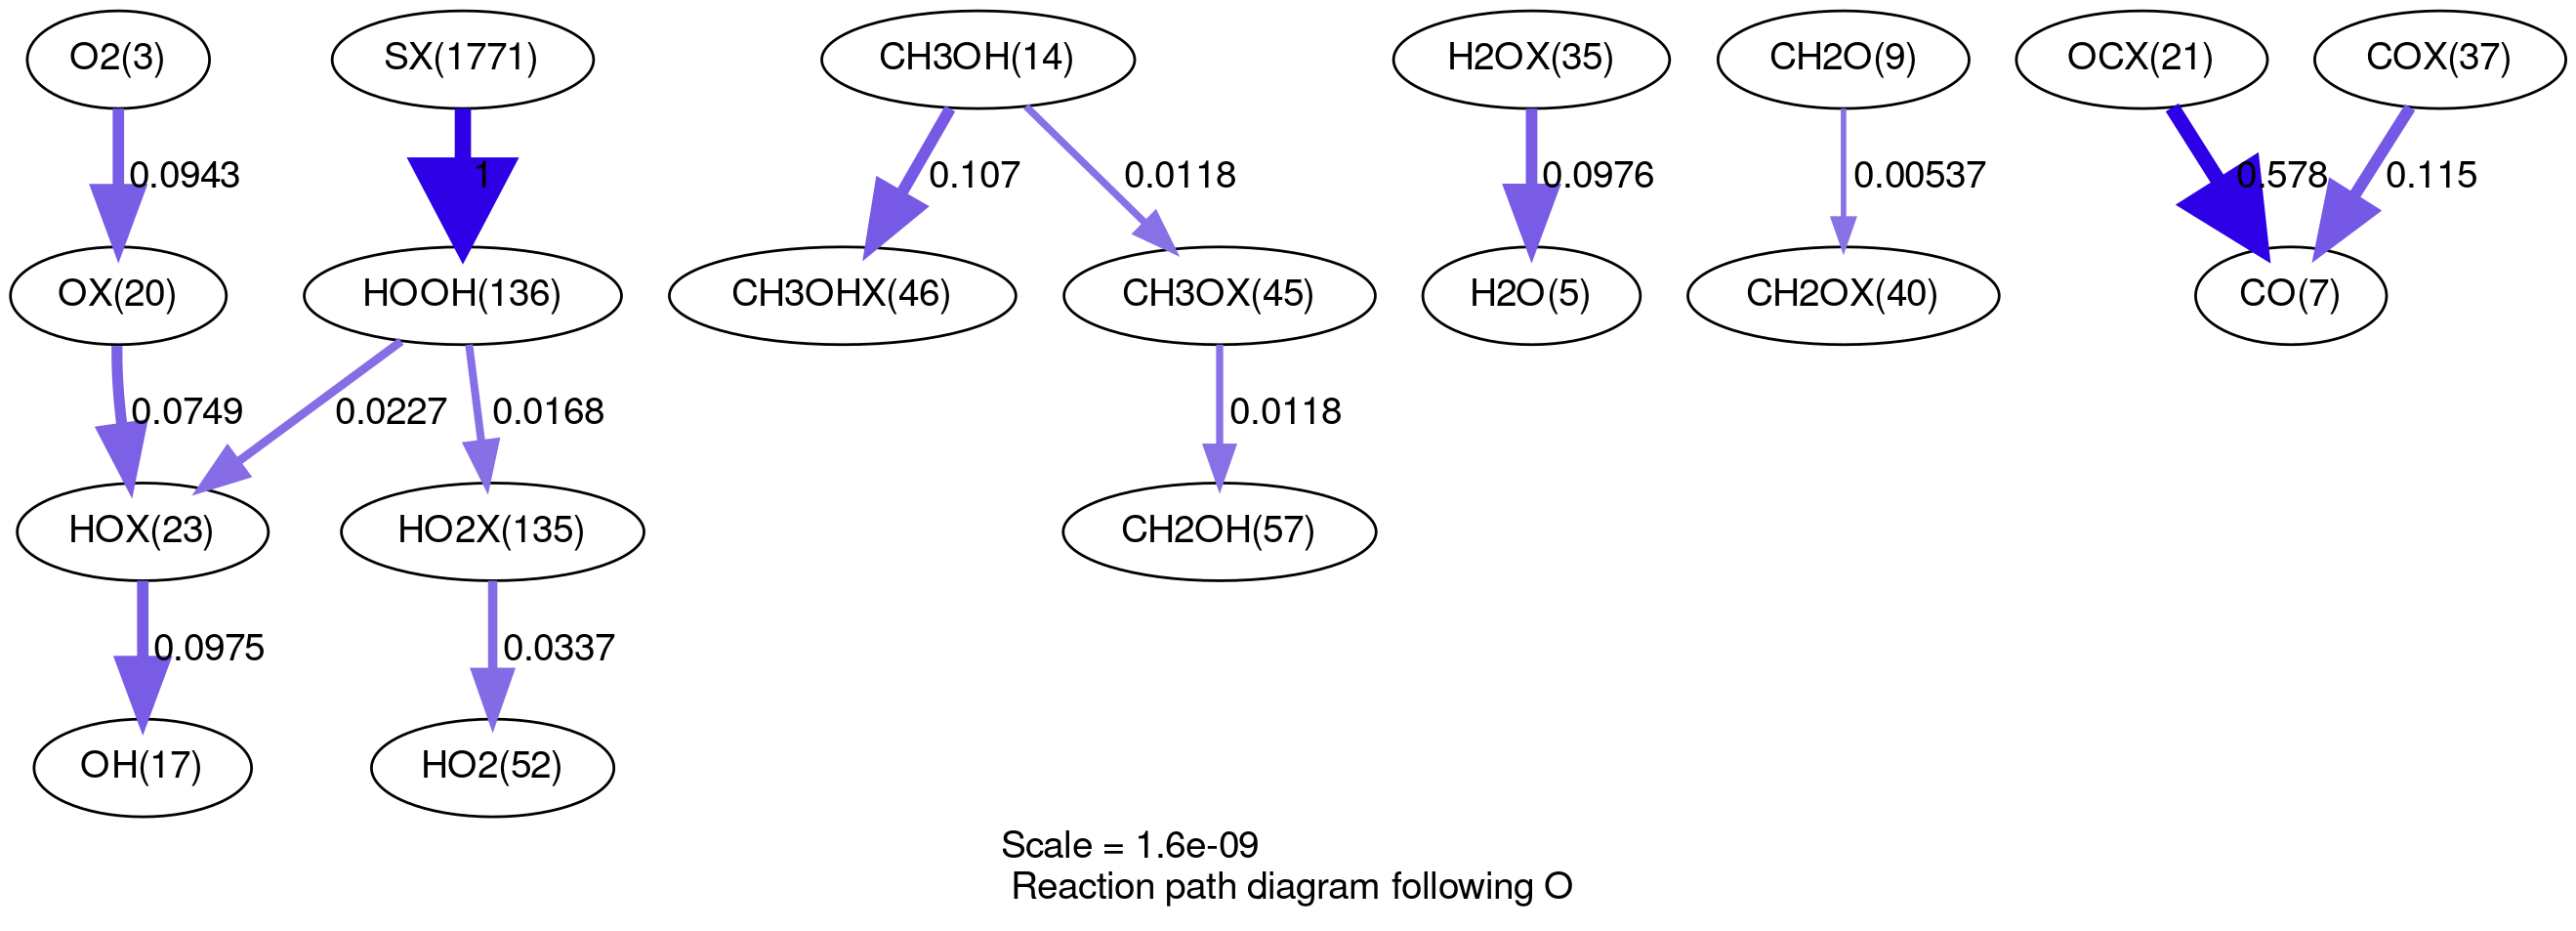 O2(3)
SX(1771)
CH3OH(14)
H2OX(35)
CH2O(9)
OCX(21)
COX(37)
0.0943
1
0.107
0.0118
0.0976
0.00537
0.578
0.115
OX(20)
HOOH(136)
CH3OHX(46)
CH3OX(45)
H2O(5)
CH2OX(40)
CO(7)
0.0749
0.0227
0.0168
0.0118
HOX(23)
HO2X(135)
CH2OH(57)
0.0975
0.0337
OH(17)
HO2(52)
Scale = 1.6e-09
Reaction path diagram following O